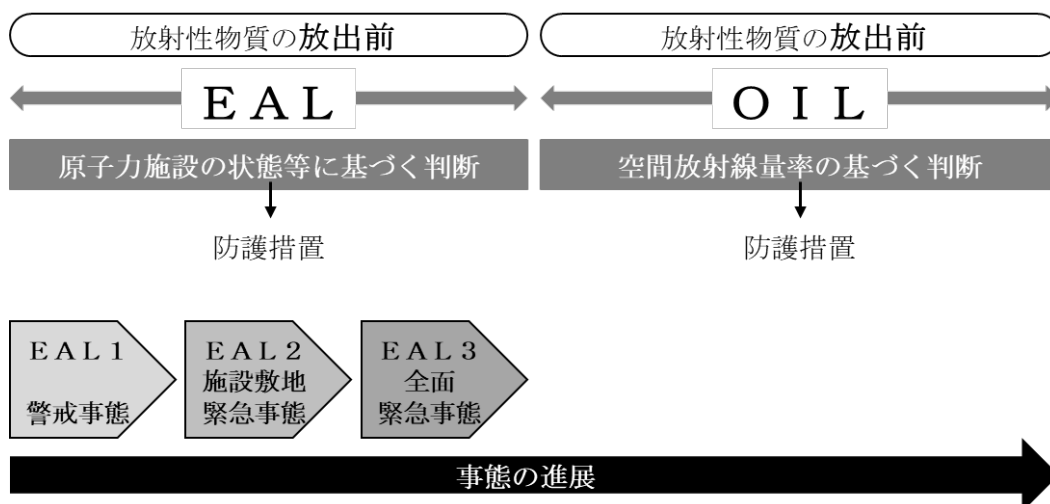 放射性物質の放出前
放射性物質の放出前
ＥＡＬ
ＯＩＬ
原子力施設の状態等に基づく判断
空間放射線量率の基づく判断
防護措置
防護措置
ＥＡＬ１
警戒事態
ＥＡＬ２
施設敷地
緊急事態
ＥＡＬ３
全面
緊急事態
事態の進展